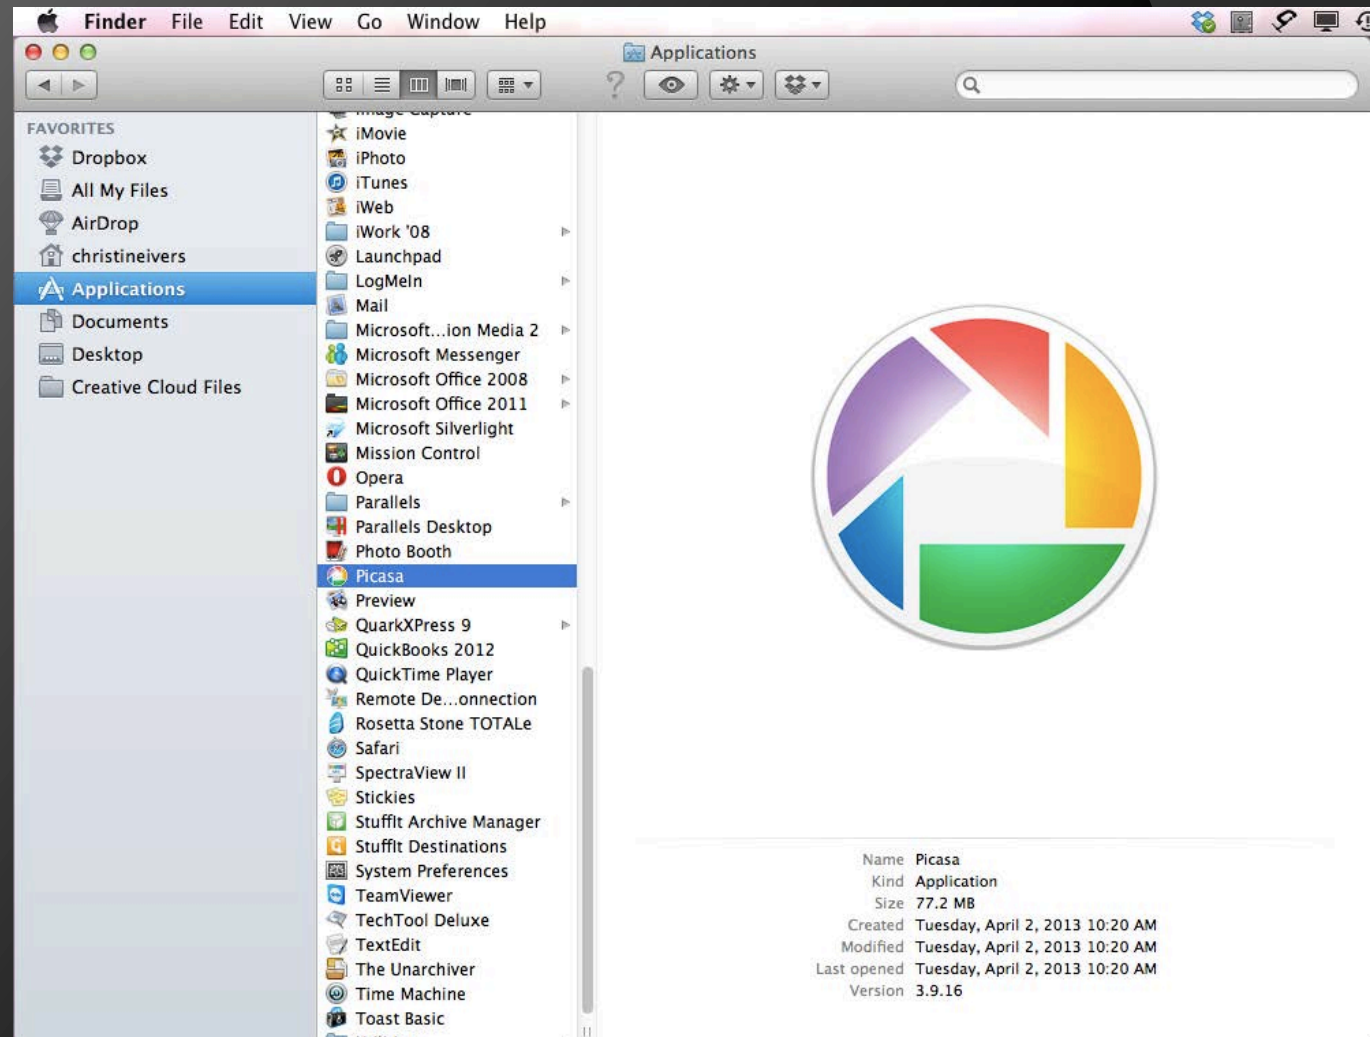 Finder File Edit View Go Window Help
Applications
FAVORITES
Dropbox
All My Files
AirDrop
christineivers
Applications
Documents
Desktop
Creative Cloud Files
Image Capture
iMovie
iPhoto
iTunes
iWeb
iWork '08
Launchpad
LogMeIn
Mail
Microsoft...ion Media 2
Microsoft Messenger
Microsoft Office 2008
Microsoft Office 2011
Microsoft Silverlight
Mission Control
Opera
Parallels
Parallels Desktop
Photo Booth
Picasa
Preview
QuarkXPress 9
QuickBooks 2012
QuickTime Player
Remote De...onnection
Rosetta Stone TOTALe
Safari
SpectraView II
Stickies
StuffIt Archive Manager
StuffIt Destinations
System Preferences
TeamViewer
TechTool Deluxe
TextEdit
The Unarchiver
Time Machine
Toast Basic
Name Picasa
Kind Application
Size 77.2 MB
Created Tuesday, April 2, 2013 10:20 AM
Modified Tuesday, April 2, 2013 10:20 AM
Last opened Tuesday, April 2, 2013 10:20 AM
Version 3.9.16